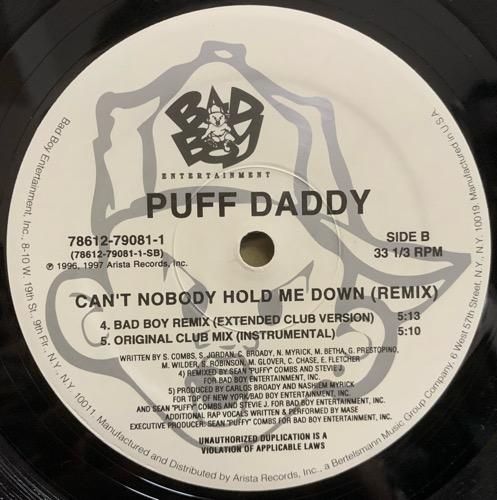 BAD
BOY
ENTERTAINMENT
PUFF DADDY
78612-79081-1
(78612-79081-1-SB)
℗ 1996, 1997 Arista Records, Inc.
SIDE B
33 1/3 RPM
CAN'T NOBODY HOLD ME DOWN (REMIX)
4. BAD BOY REMIX (EXTENDED CLUB VERSION) 5:13
5. ORIGINAL CLUB MIX (INSTRUMENTAL) 5:10
WRITTEN BY S. COMBS, S. JORDAN, C. BROADY, N. MYRICK, M. BETHA, G. PRESTOPINO,
M. WILDER, S. ROBINSON, M. GLOVER, C. CHASE, E. FLETCHER
4) REMIXED BY SEAN "PUFFY" COMBS AND STEVIE J
FOR BAD BOY ENTERTAINMENT, INC.
5) PRODUCED BY CARLOS BROADY AND NASHIEM MYRICK
FOR TOP OF NEW YORK/BAD BOY ENTERTAINMENT, INC.
AND SEAN "PUFFY" COMBS AND STEVIE J. FOR BAD BOY ENTERTAINMENT, INC.
ADDITIONAL RAP VOCALS WRITTEN & PERFORMED BY MASE
EXECUTIVE PRODUCER: SEAN "PUFFY" COMBS FOR BAD BOY ENTERTAINMENT, INC.
UNAUTHORIZED DUPLICATION IS A
VIOLATION OF APPLICABLE LAWS
Bad Boy Entertainment, Inc., 8-10 W. 19th St., 9th Flr., N.Y., N.Y. 10011. Manufactured and Distributed by Arista Records, Inc., a Bertelsmann Music Group Company, 6 West 57th Street, N.Y., N.Y., 10019 Manufactured in U.S.A.